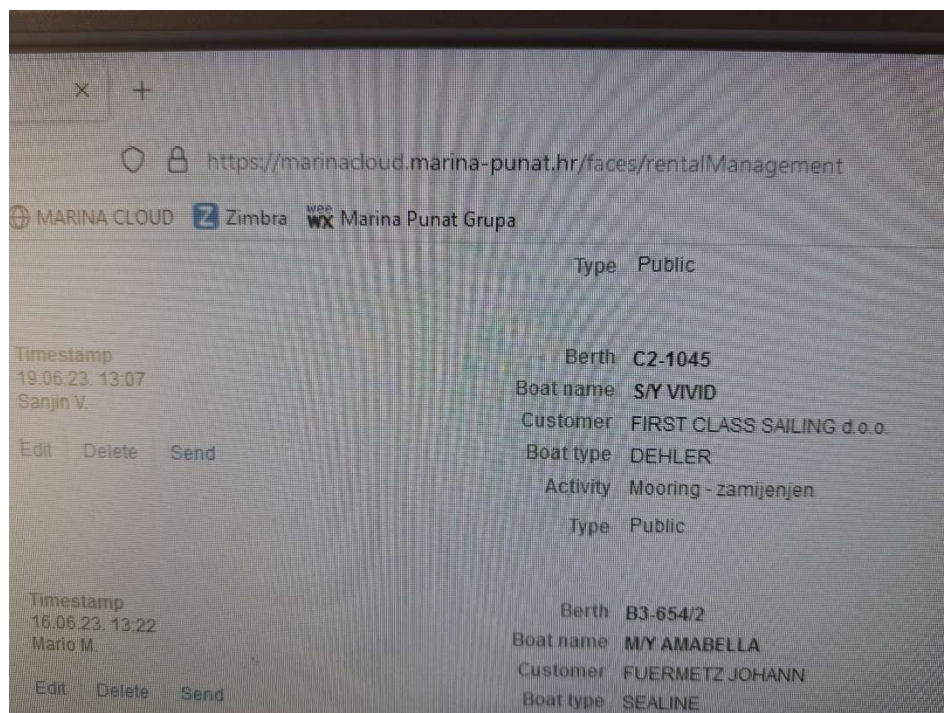 https://marinacloud.marina-punat.hr/faces/rentalManagement
MARINA CLOUD Z Zimbra wee wx Marina Punat Grupa
Type Public
Timestamp
19.06.23. 13:07
Sanjin V.
Edit Delete Send
Berth C2-1045
Boat name S/Y VIVID
Customer FIRST CLASS SAILING d.o.o.
Boat type DEHLER
Activity Mooring - zamijenjen
Type Public
Timestamp
16.06.23. 13:22
Mario M.
Edit Delete Send
Berth B3-654/2
Boat name M/Y AMABELLA
Customer FUERMETZ JOHANN
Boat type SEALINE